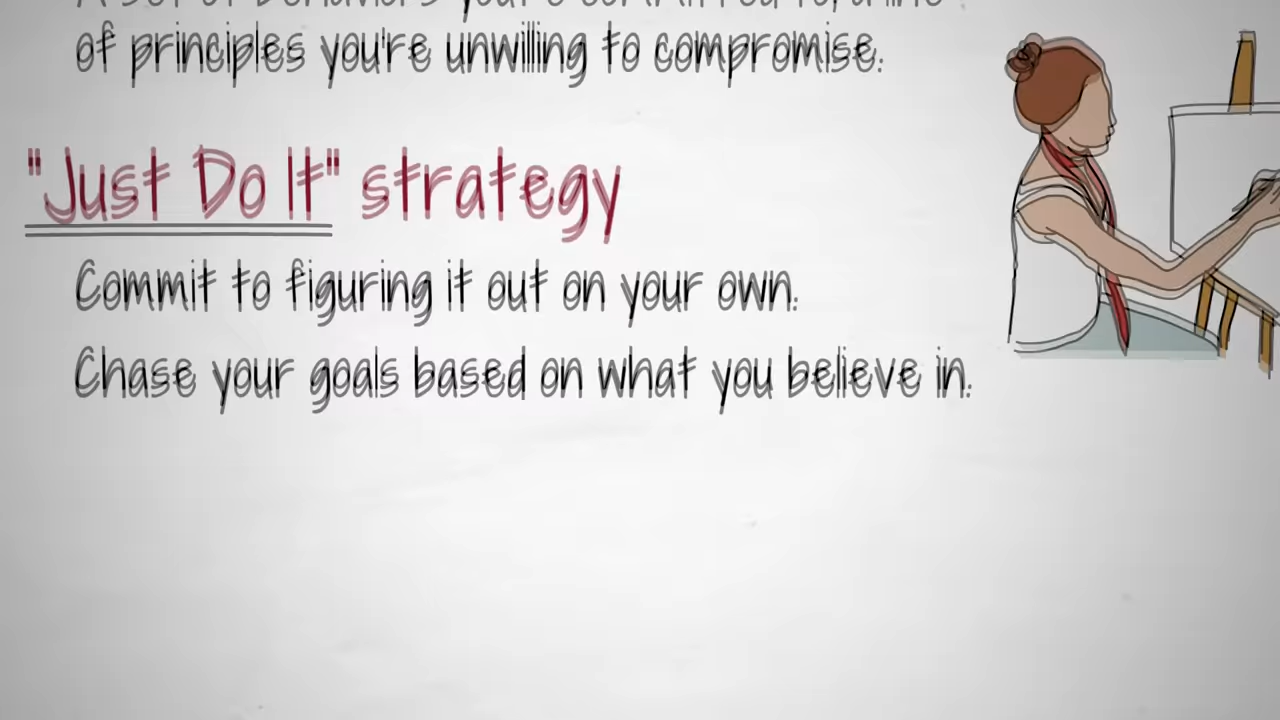 of principles you're unwilling to compromise.
"Just Do It" strategy
Commit to figuring it out on your own.
Chase your goals based on what you believe in.